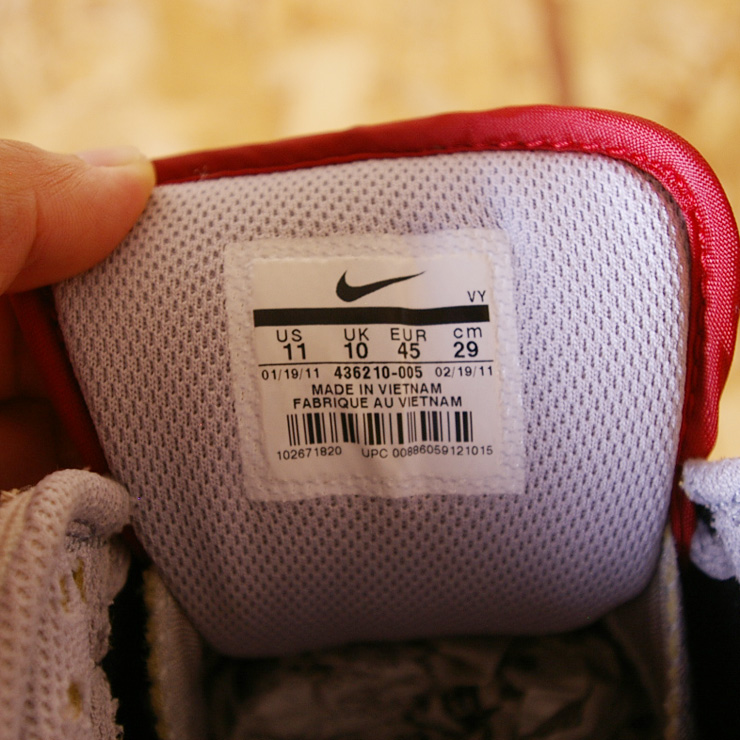 VY
US UK EUR cm
11 10 45 29
01/19/11 436210-005 02/19/11
MADE IN VIETNAM
FABRIQUE AU VIETNAM
102671820 UPC 00886059121015